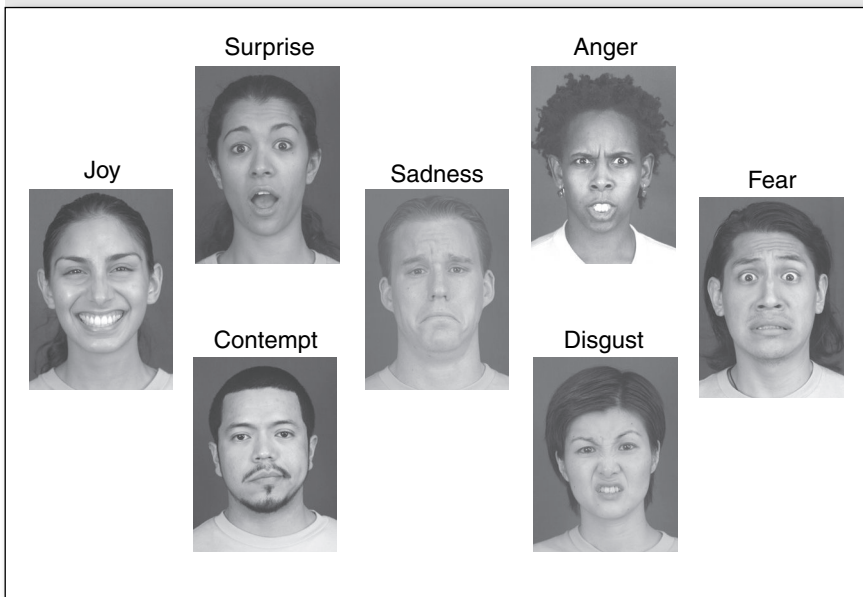 Surprise
Anger
Joy
Sadness
Fear
Contempt
Disgust